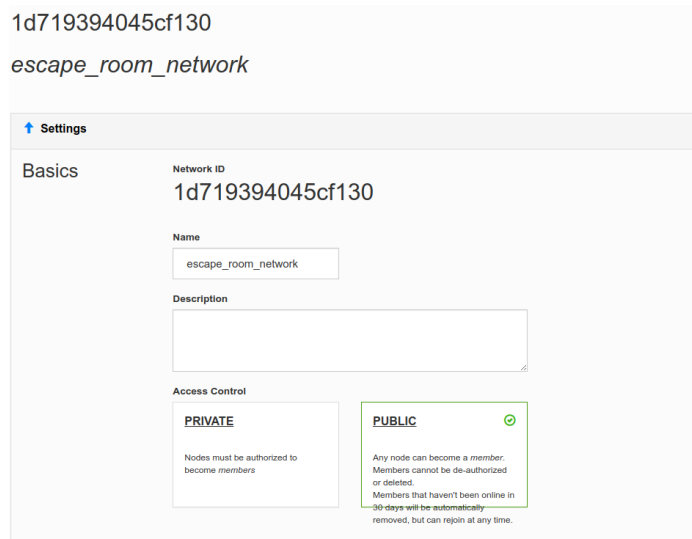 1d719394045cf130
escape_room_network
Settings
Basics
Network ID
1d719394045cf130
Name
escape_room_network
Description
Access Control
PRIVATE
Nodes must be authorized to
become members
PUBLIC
Any node can become a member.
Members cannot be de-authorized
or deleted.
Members that haven't been online in
30 days will be automatically
removed, but can rejoin at any time.